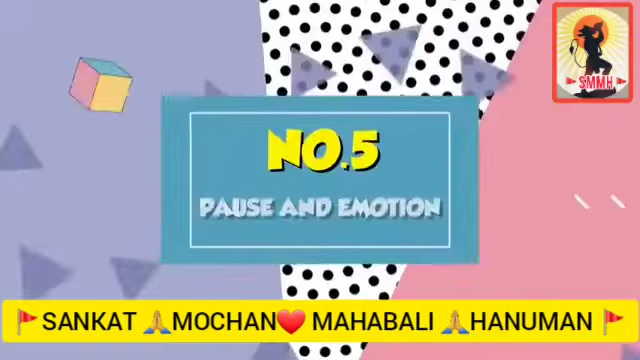 SMMH
NO.5
PAUSE AND EMOTION
🚩SANKAT 🙏MOCHAN❤️ MAHABALI 🙏HANUMAN 🚩